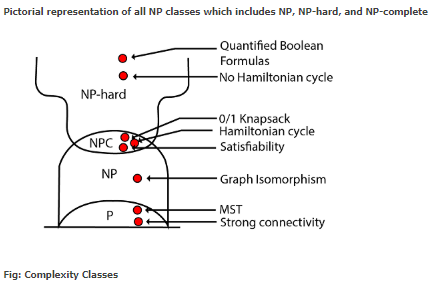 Pictorial representation of all NP classes which includes NP, NP-hard, and NP-complete
Quantified Boolean
Formulas
No Hamiltonian cycle
NP-hard
0/1 Knapsack
Hamiltonian cycle
NPC
Satisfiability
NP
Graph Isomorphism
MST
P
Strong connectivity
Fig: Complexity Classes